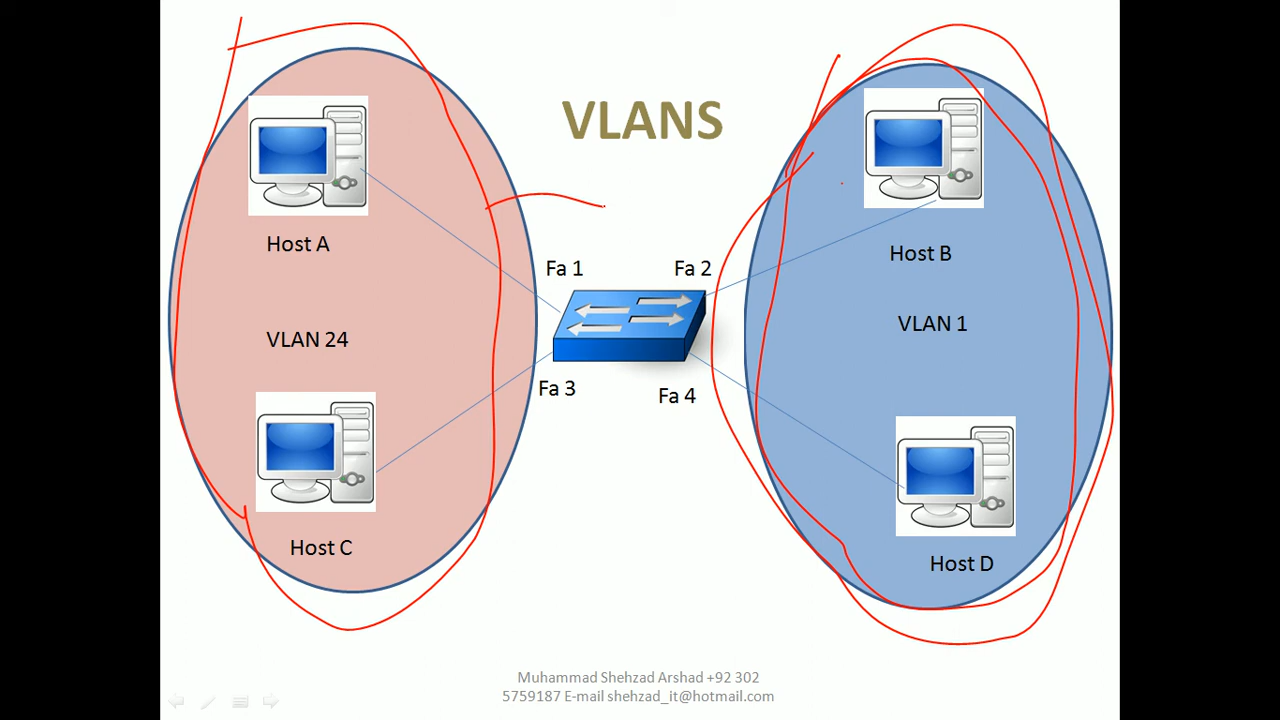 VLANS
Host A
Host B
Fa 1
Fa 2
VLAN 24
VLAN 1
Fa 3
Fa 4
Host C
Host D
Muhammad Shehzad Arshad +92 302
5759187 E-mail shehzad_it@hotmail.com